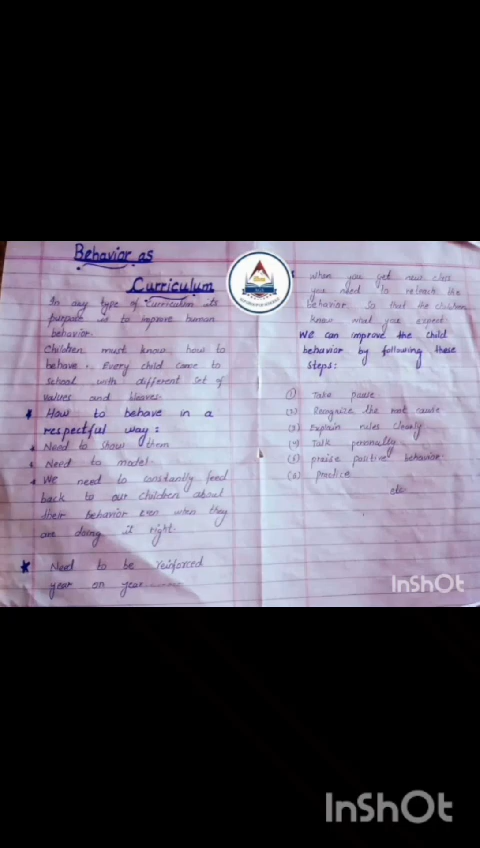 Behavior as
Curriculum
In any type of Curriculum its
purpose is to improve human
behavior.
Children must know how to
behave. Every child come to
school with different set of
values and
* How to behave in a
respectful way:
• Need to show them
• Need to model
• We need to constantly feed
back to our children about
their behavior even when they
are doing it right.
* Need to be reinforced
year on year
• When you get new class
you need to reteach the
behavior. So that the children
know what you expect
We can improve the child
behavior by following these
steps:
(1) Take pause
(2) Recognize the root cause
(3) Explain rules clearly
(4) Talk personally
(5) praise positive behavior
(6) practice
etc
InShOt
InShOt